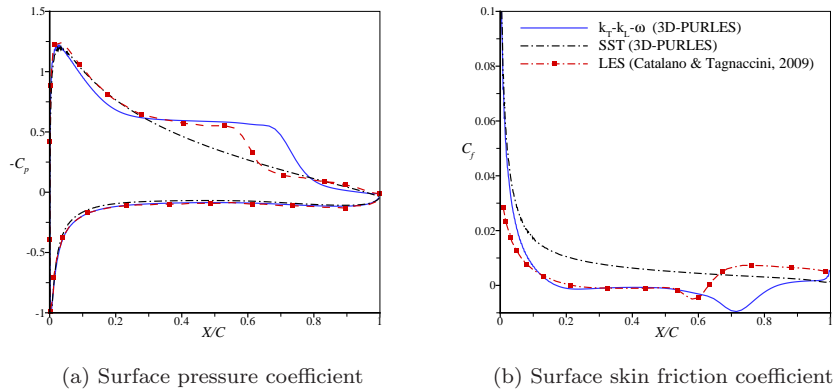 1.5
1
0.5
-Cp
0
-0.5
-1
0 0.2 0.4 0.6 0.8 1
X/C
(a) Surface pressure coefficient
0.1
0.08
0.06
Cf
0.04
0.02
0
0 0.2 0.4 0.6 0.8 1
X/C
kT-kL-ω (3D-PURLES)
SST (3D-PURLES)
LES (Catalano & Tagnaccini, 2009)
(b) Surface skin friction coefficient